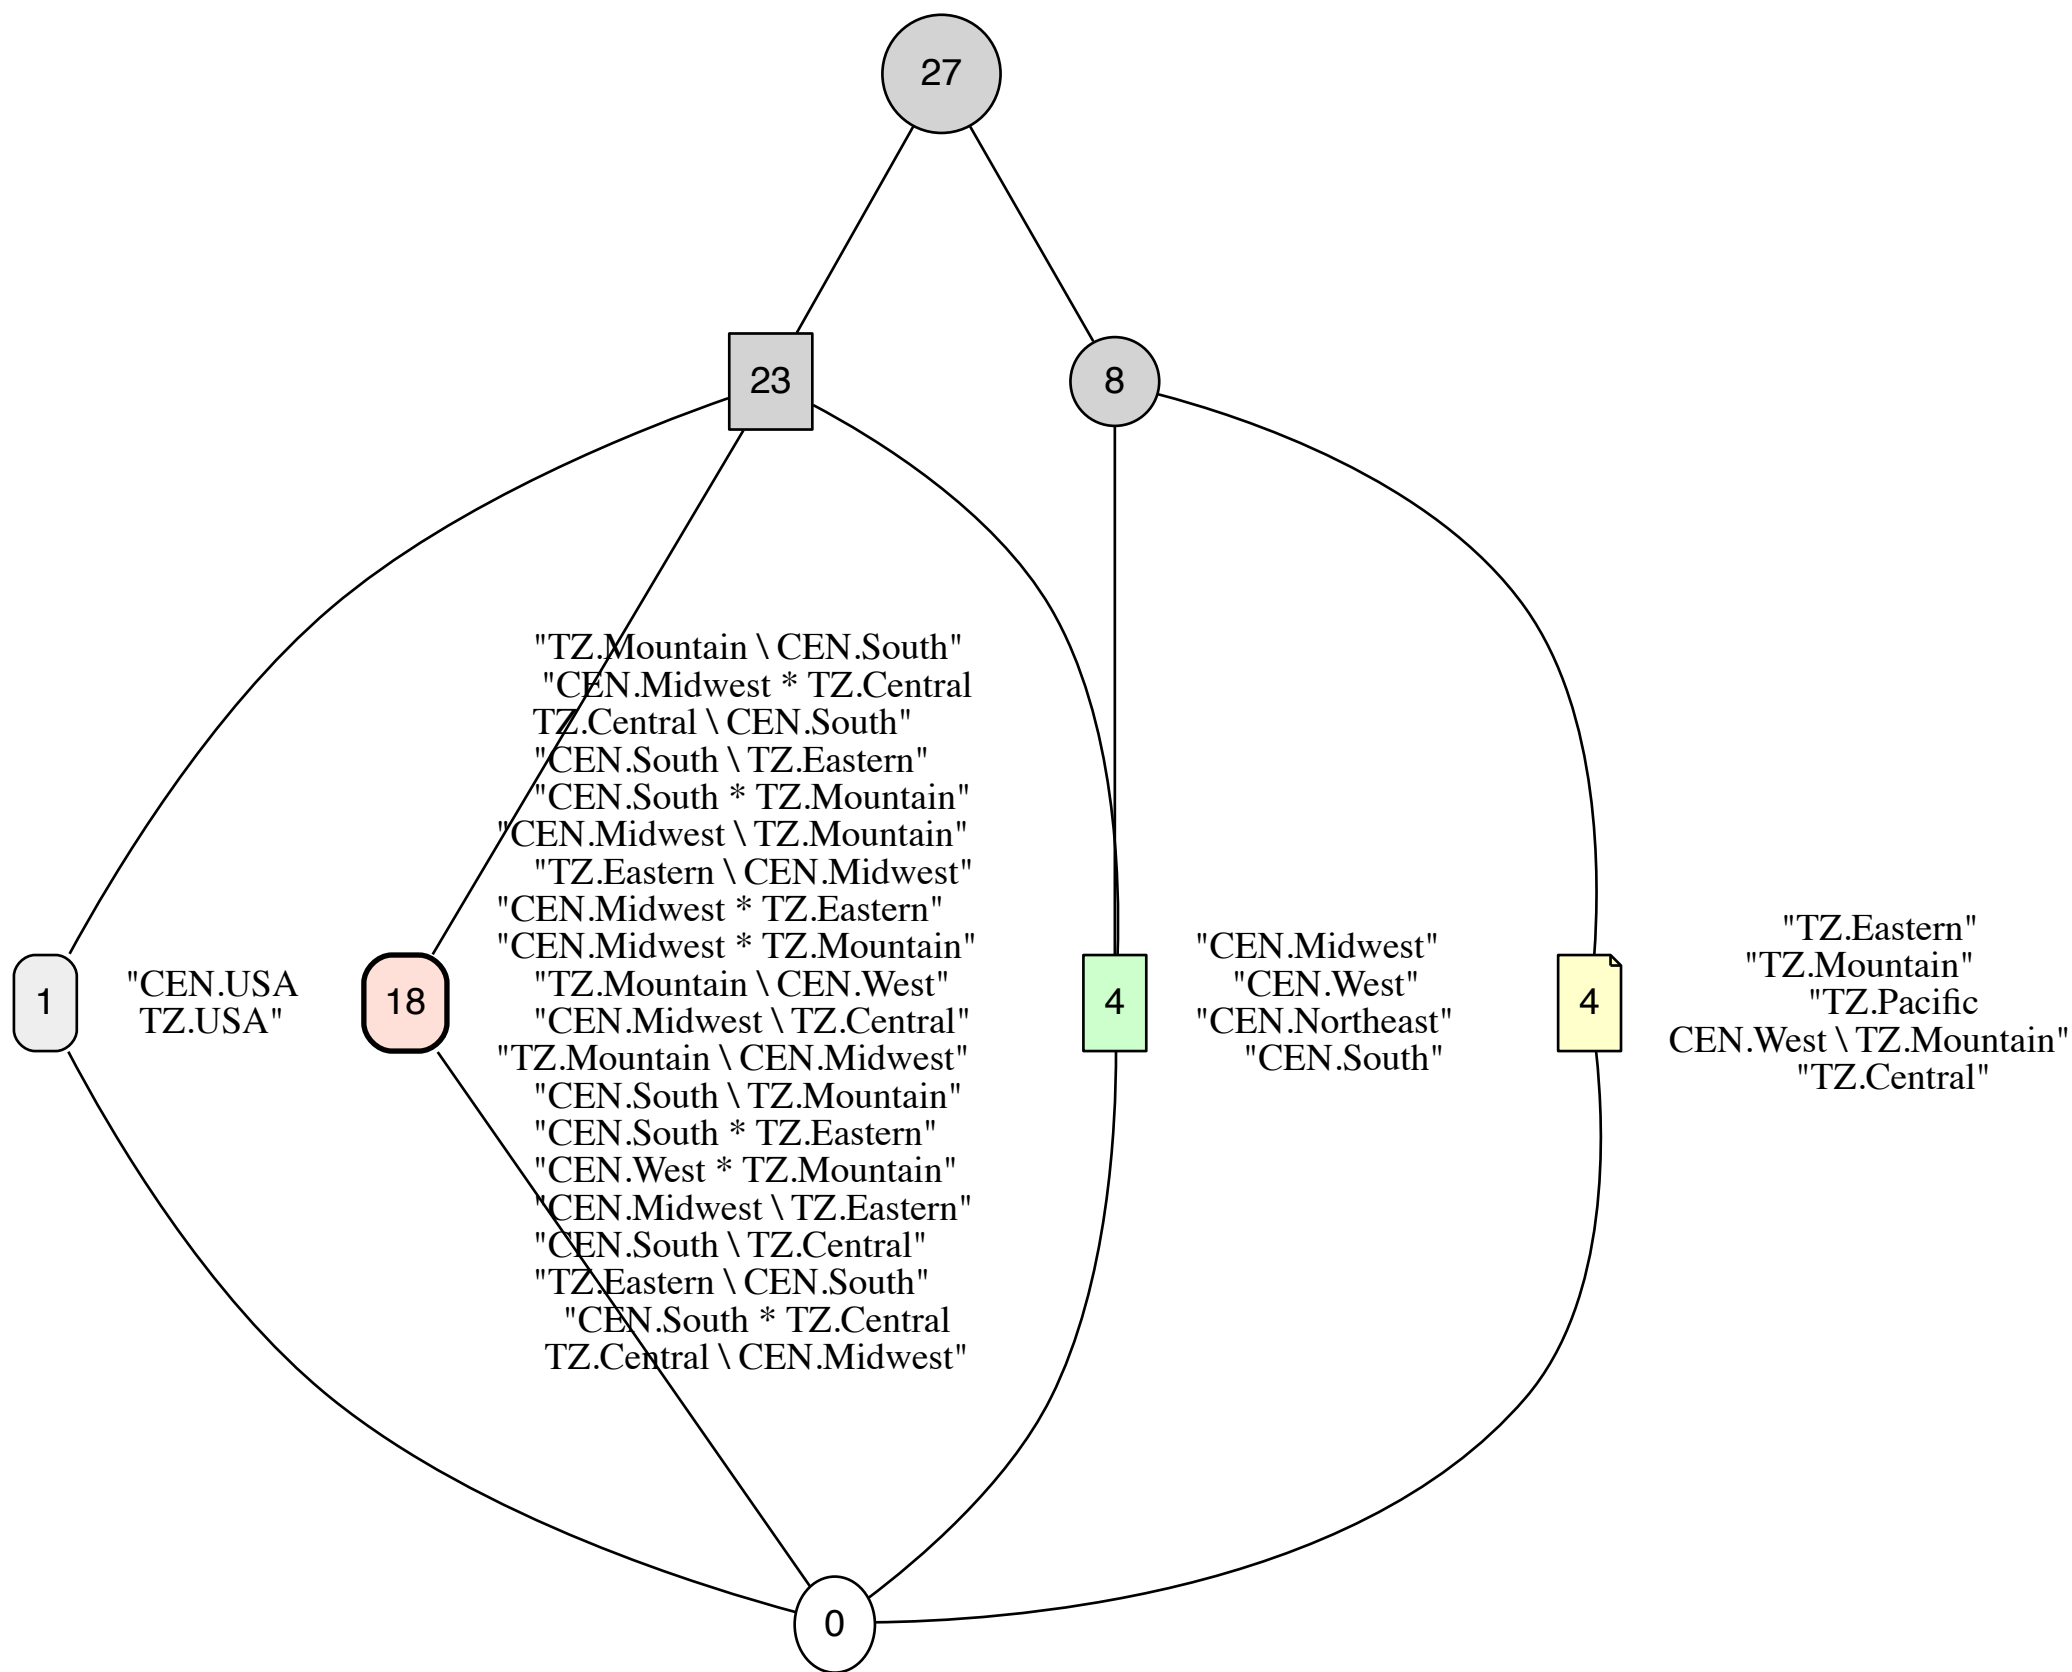 27
23
8
"TZ.Mountain \ CEN.South"
"CEN.Midwest * TZ.Central
TZ.Central \ CEN.South"
"CEN.South \ TZ.Eastern"
"CEN.South * TZ.Mountain"
"CEN.Midwest \ TZ.Mountain"
"TZ.Eastern \ CEN.Midwest"
"CEN.Midwest * TZ.Eastern"
"CEN.Midwest * TZ.Mountain"
"TZ.Mountain \ CEN.West"
"CEN.Midwest \ TZ.Central"
"TZ.Mountain \ CEN.Midwest"
"CEN.South \ TZ.Mountain"
"CEN.South * TZ.Eastern"
"CEN.West * TZ.Mountain"
"CEN.Midwest \ TZ.Eastern"
"CEN.South \ TZ.Central"
"TZ.Eastern \ CEN.South"
"CEN.South * TZ.Central
TZ.Central \ CEN.Midwest"
1
"CEN.USA
TZ.USA"
18
4
"CEN.Midwest"
"CEN.West"
"CEN.Northeast"
"CEN.South"
4
"TZ.Eastern"
"TZ.Mountain"
"TZ.Pacific
CEN.West \ TZ.Mountain"
"TZ.Central"
0